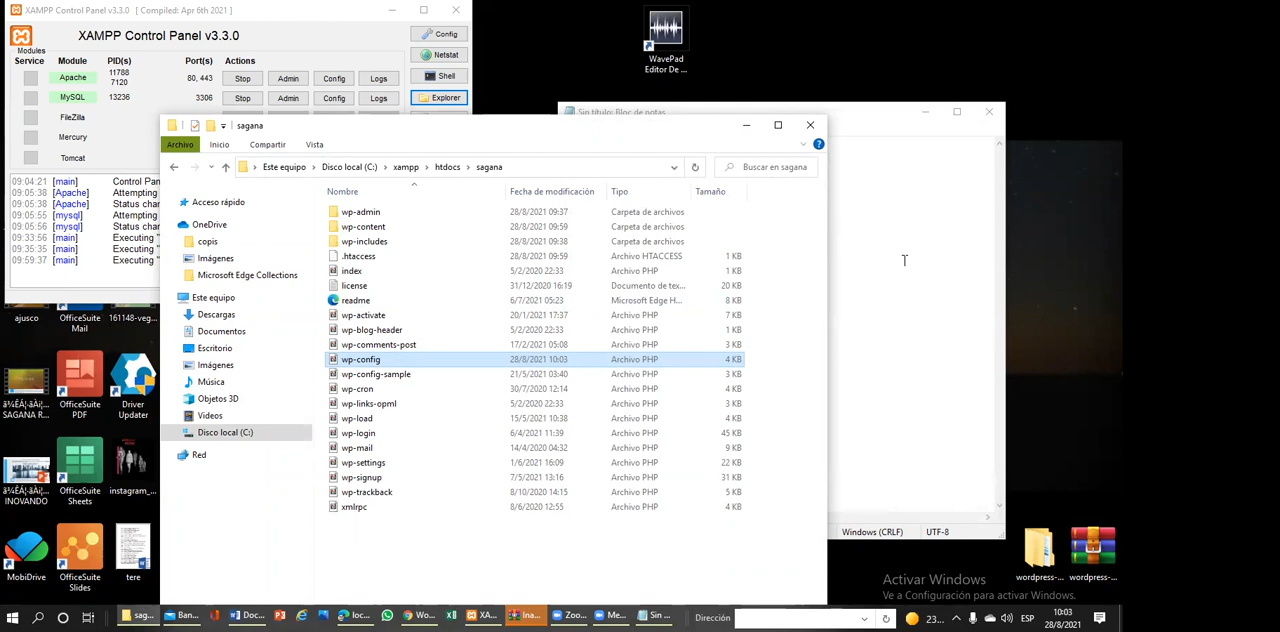 XAMPP Control Panel v3.3.0 [ Compiled: Apr 6th 2021 ]
XAMPP Control Panel v3.3.0
Config
Modules
Service Module PID(s) Port(s) Actions
Netstat
Apache 11788 7120 80, 443 Stop Admin Config Logs
Shell
MySQL 13236 3306 Stop Admin Config Logs
Explorer
FileZilla
Mercury
Tomcat
09:04:21 [main] Control Pan
09:05:38 [Apache] Attempting
09:05:38 [Apache] Status char
09:05:55 [mysql] Attempting
09:05:56 [mysql] Status char
09:33:56 [main] Executing "
09:35:35 [main] Executing "
09:59:37 [main] Executing "
WavePad
Editor De ...
Sin título: Bloc de notas
sagana
Archivo Inicio Compartir Vista
Este equipo > Disco local (C:) > xampp > htdocs > sagana
Buscar en sagana
Nombre Fecha de modificación Tipo Tamaño
Acceso rápido
OneDrive
copis
Imágenes
Microsoft Edge Collections
Este equipo
Descargas
Documentos
Escritorio
Imágenes
Música
Objetos 3D
Videos
Disco local (C:)
Red
wp-admin 28/8/2021 09:37 Carpeta de archivos
wp-content 28/8/2021 09:59 Carpeta de archivos
wp-includes 28/8/2021 09:38 Carpeta de archivos
.htaccess 28/8/2021 09:59 Archivo HTACCESS 1 KB
index 5/2/2020 22:33 Archivo PHP 1 KB
license 31/12/2020 16:19 Documento de tex... 20 KB
readme 6/7/2021 05:23 Microsoft Edge H... 8 KB
wp-activate 20/1/2021 17:37 Archivo PHP 7 KB
wp-blog-header 5/2/2020 22:33 Archivo PHP 1 KB
wp-comments-post 17/2/2021 05:08 Archivo PHP 3 KB
wp-config 28/8/2021 10:03 Archivo PHP 4 KB
wp-config-sample 21/5/2021 03:40 Archivo PHP 3 KB
wp-cron 30/7/2020 12:14 Archivo PHP 4 KB
wp-links-opml 5/2/2020 22:33 Archivo PHP 3 KB
wp-load 15/5/2021 10:38 Archivo PHP 4 KB
wp-login 6/4/2021 11:39 Archivo PHP 45 KB
wp-mail 14/4/2020 04:32 Archivo PHP 9 KB
wp-settings 1/6/2021 16:09 Archivo PHP 22 KB
wp-signup 7/5/2021 13:16 Archivo PHP 31 KB
wp-trackback 8/10/2020 14:15 Archivo PHP 5 KB
xmlrpc 8/6/2020 12:55 Archivo PHP 4 KB
Windows (CRLF) UTF-8
ajusco
OfficeSuite
Mail
161148-veg...
SAGANA R...
OfficeSuite
PDF
Driver
Updater
INOVANDO
OfficeSuite
Sheets
instagram_...
MobiDrive
OfficeSuite
Slides
tere
wordpress-...
wordpress-...
Activar Windows
Ve a Configuración para activar Windows.
sag... Ban... Doc... loc... Wo... XA... Ina... Zoo... Me... Sin ...
Dirección
23... ESP
10:03
28/8/2021